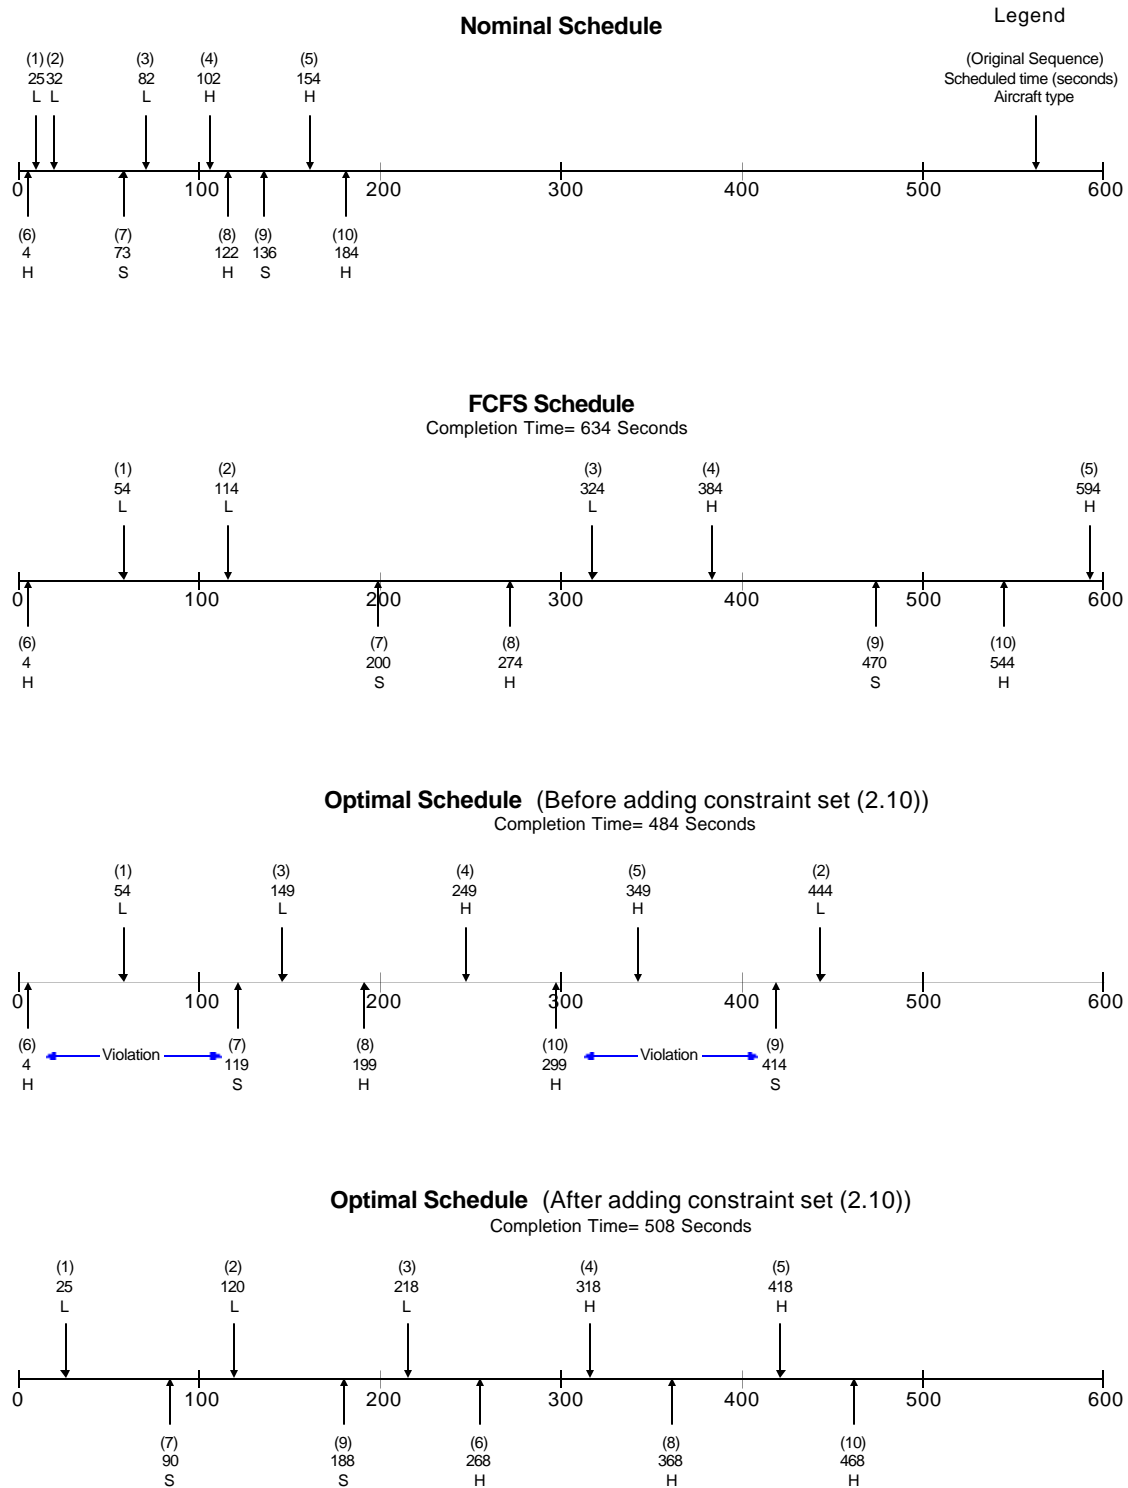 Legend
Nominal Schedule
(1) (2) (3) (4) (5) (Original Sequence)
25 32 82 102 154 Scheduled time (seconds)
L L L H H Aircraft type
0 100 200 300 400 500 600
(6) (7) (8) (9) (10)
4 73 122 136 184
H S H S H
FCFS Schedule
Completion Time= 634 Seconds
(1) (2) (3) (4) (5)
54 114 324 384 594
L L L H H
0 100 200 300 400 500 600
(6) (7) (8) (9) (10)
4 200 274 470 544
H S H S H
Optimal Schedule (Before adding constraint set (2.10))
Completion Time= 484 Seconds
(1) (3) (4) (5) (2)
54 149 249 349 444
L L H H L
0 100 200 300 400 500 600
(6) Violation (7) (8) (10) Violation (9)
4 119 199 299 414
H S H H S
Optimal Schedule (After adding constraint set (2.10))
Completion Time= 508 Seconds
(1) (2) (3) (4) (5)
25 120 218 318 418
L L L H H
0 100 200 300 400 500 600
(7) (9) (6) (8) (10)
90 188 268 368 468
S S H H H